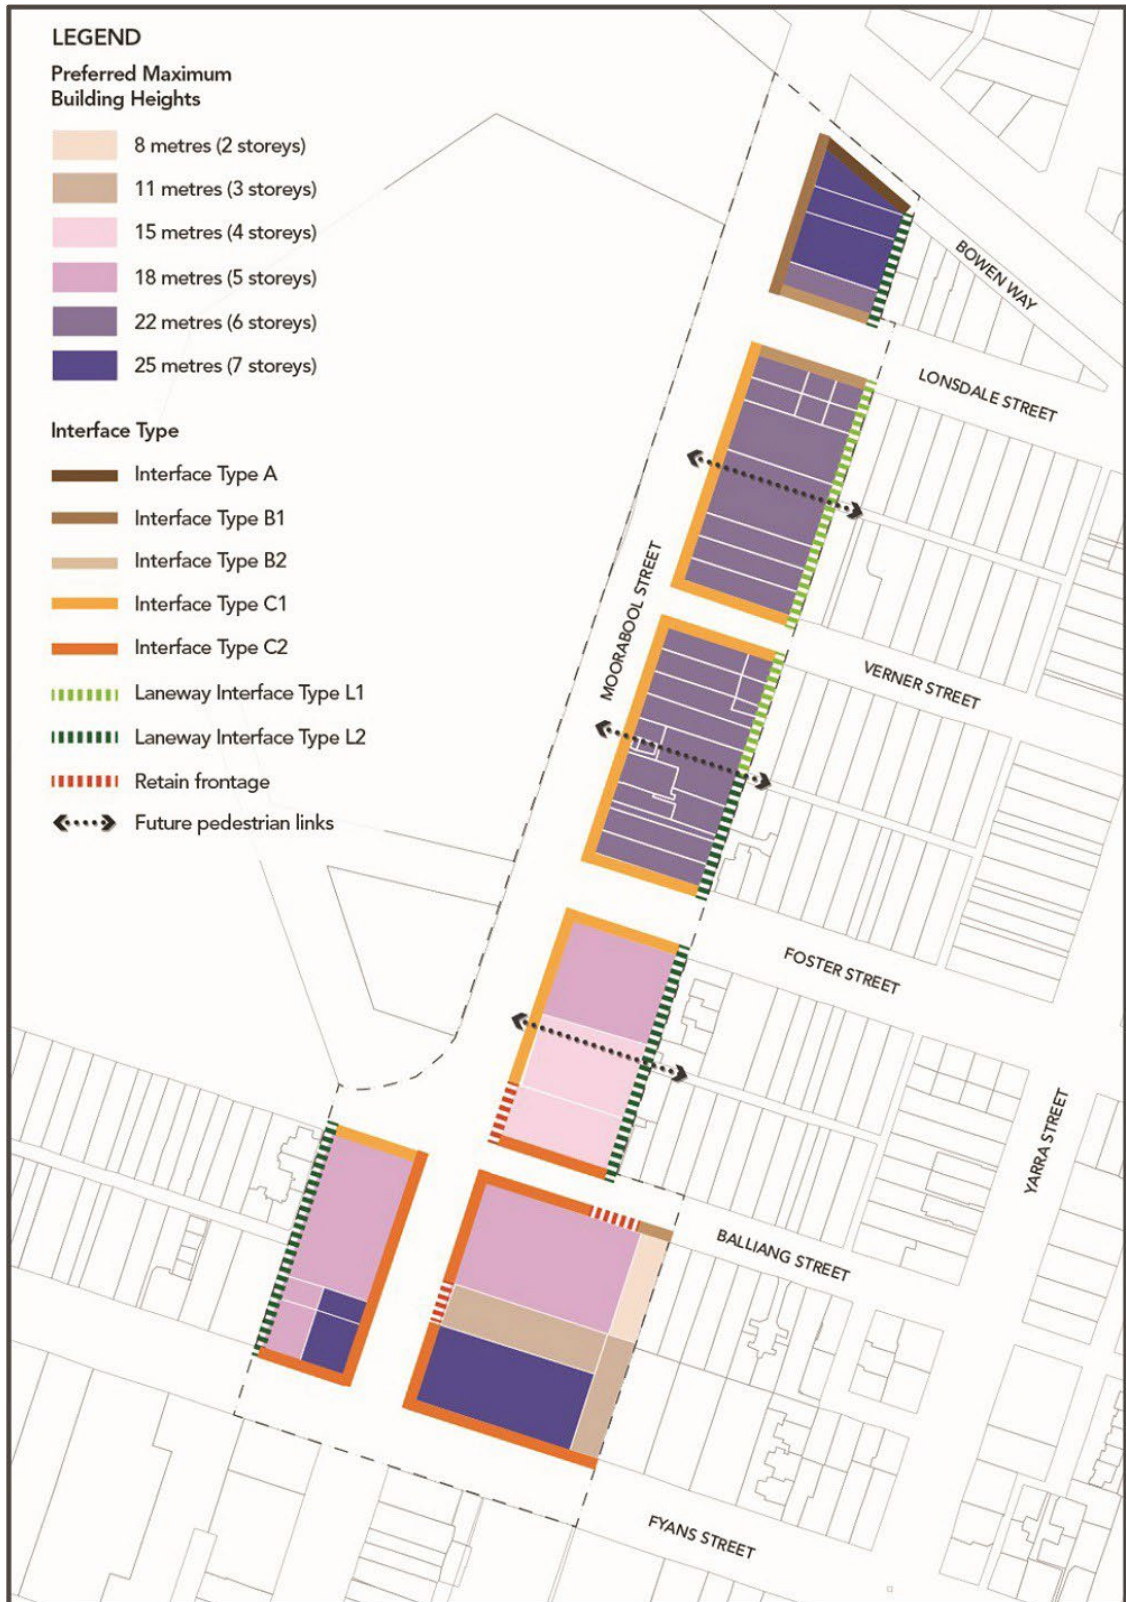 LEGEND
Preferred Maximum
Building Heights
8 metres (2 storeys)
11 metres (3 storeys)
15 metres (4 storeys)
18 metres (5 storeys)
22 metres (6 storeys)
25 metres (7 storeys)
Interface Type
Interface Type A
Interface Type B1
Interface Type B2
Interface Type C1
Interface Type C2
Laneway Interface Type L1
Laneway Interface Type L2
Retain frontage
Future pedestrian links
BOWEN WAY
LONSDALE STREET
MOORABOOL STREET
VERNER STREET
FOSTER STREET
YARRA STREET
BALLIANG STREET
FYANS STREET